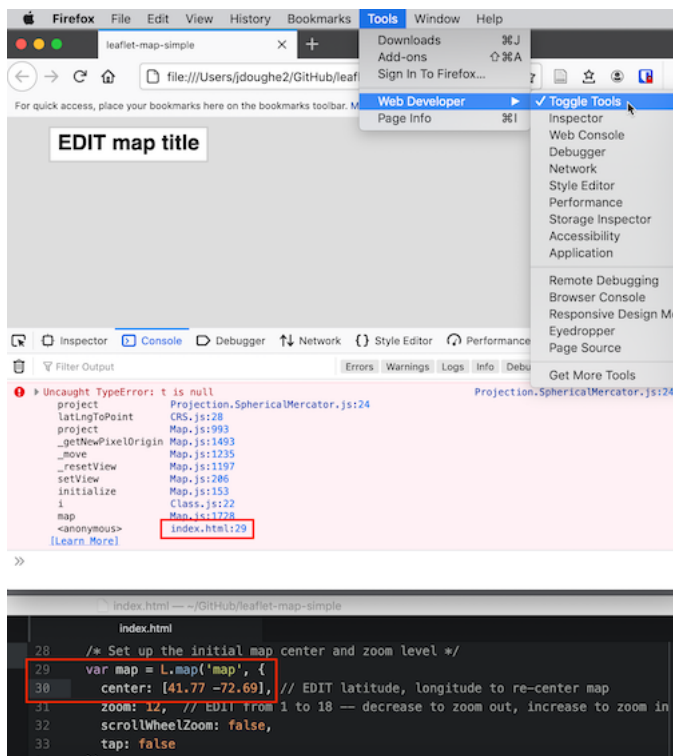 Firefox File Edit View History Bookmarks Tools Window Help
leaflet-map-simple
Downloads ⌘J
Add-ons ⇧⌘A
Sign In To Firefox...
file:///Users/jdoughe2/GitHub/leafl
For quick access, place your bookmarks here on the bookmarks toolbar. M
Web Developer
Page Info ⌘I
✓ Toggle Tools
Inspector
Web Console
Debugger
Network
Style Editor
Performance
Storage Inspector
Accessibility
Application
Remote Debugging
Browser Console
Responsive Design M
Eyedropper
Page Source
Get More Tools
EDIT map title
Inspector Console Debugger Network {} Style Editor Performance
Filter Output Errors Warnings Logs Info Debu
Uncaught TypeError: t is null Projection.SphericalMercator.js:24
project Projection.SphericalMercator.js:24
latLngToPoint CRS.js:28
project Map.js:993
_getNewPixelOrigin Map.js:1493
_move Map.js:1235
_resetView Map.js:1197
setView Map.js:206
initialize Map.js:153
i Class.js:22
map Map.js:1728
<anonymous> index.html:29
[Learn More]
»
index.html — ~/GitHub/leaflet-map-simple
index.html
28 /* Set up the initial map center and zoom level */
29 var map = L.map('map', {
30 center: [41.77 -72.69], // EDIT latitude, longitude to re-center map
31 zoom: 12, // EDIT from 1 to 18 –– decrease to zoom out, increase to zoom in
32 scrollWheelZoom: false,
33 tap: false